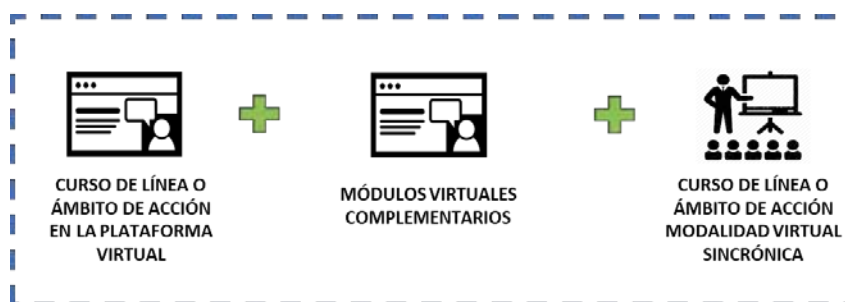 CURSO DE LÍNEA O
ÁMBITO DE ACCIÓN
EN LA PLATAFORMA
VIRTUAL
MÓDULOS VIRTUALES
COMPLEMENTARIOS
CURSO DE LÍNEA O
ÁMBITO DE ACCIÓN
MODALIDAD VIRTUAL
SINCRÓNICA